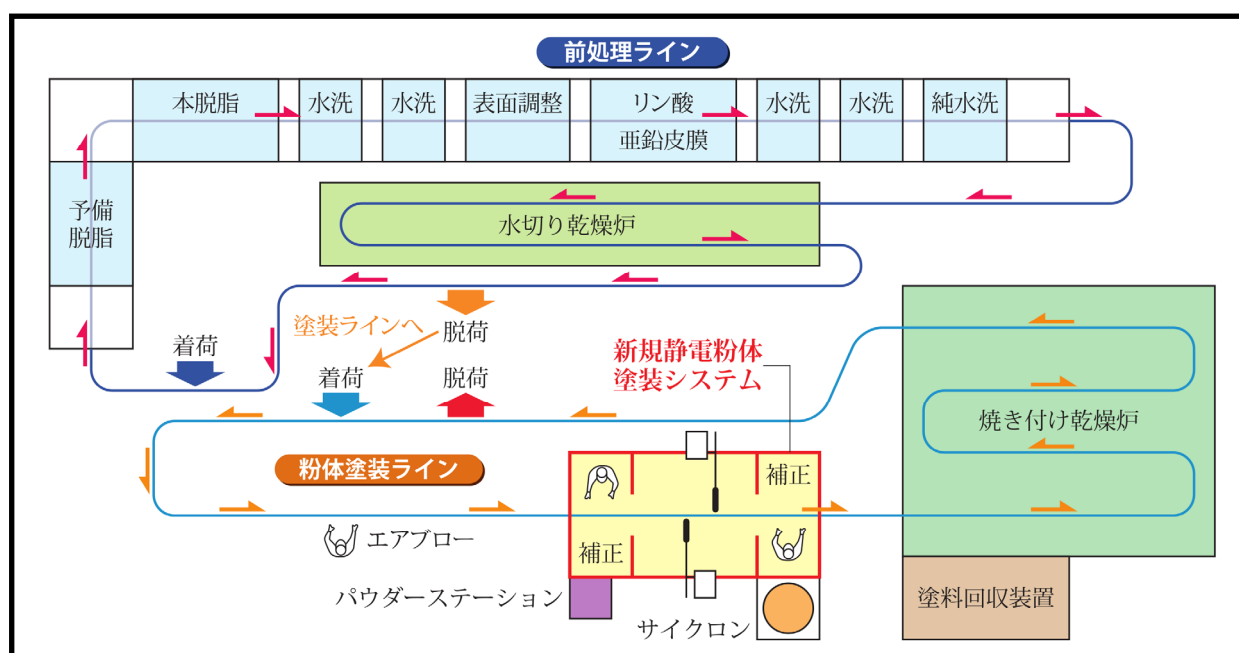 前処理ライン
本脱脂
水洗
水洗
表面調整
リン酸
亜鉛皮膜
水洗
水洗
純水洗
予備
脱脂
水切り乾燥炉
塗装ラインへ
脱荷
着荷
着荷
脱荷
新規静電粉体
塗装システム
焼き付け乾燥炉
粉体塗装ライン
補正
エアブロー
補正
パウダーステーション
サイクロン
塗料回収装置